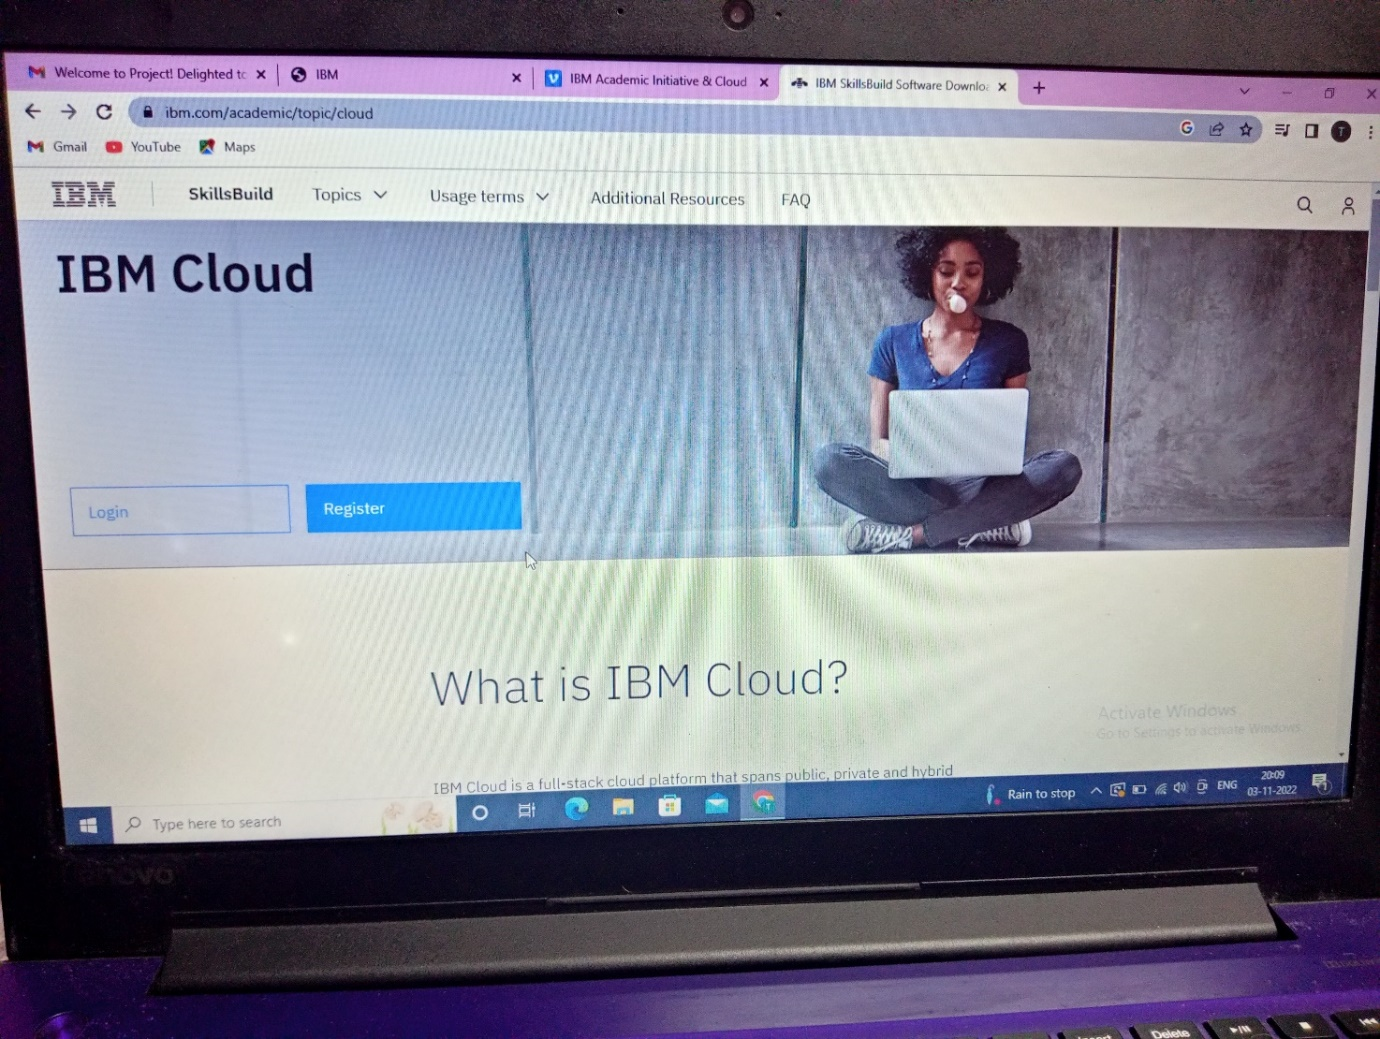 Welcome to Project! Delighted to
IBM
IBM Academic Initiative & Cloud
IBM SkillsBuild Software Downlo
ibm.com/academic/topic/cloud
Gmail
YouTube
Maps
IBM
SkillsBuild
Topics
Usage terms
Additional Resources
FAQ
IBM Cloud
Login
Register
What is IBM Cloud?
Activate Windows
Go to Settings to activate Windows.
IBM Cloud is a full-stack cloud platform that spans public, private and hybrid
Type here to search
Rain to stop
ENG
20:09
03-11-2022
1
lenovo
Insert
Delete